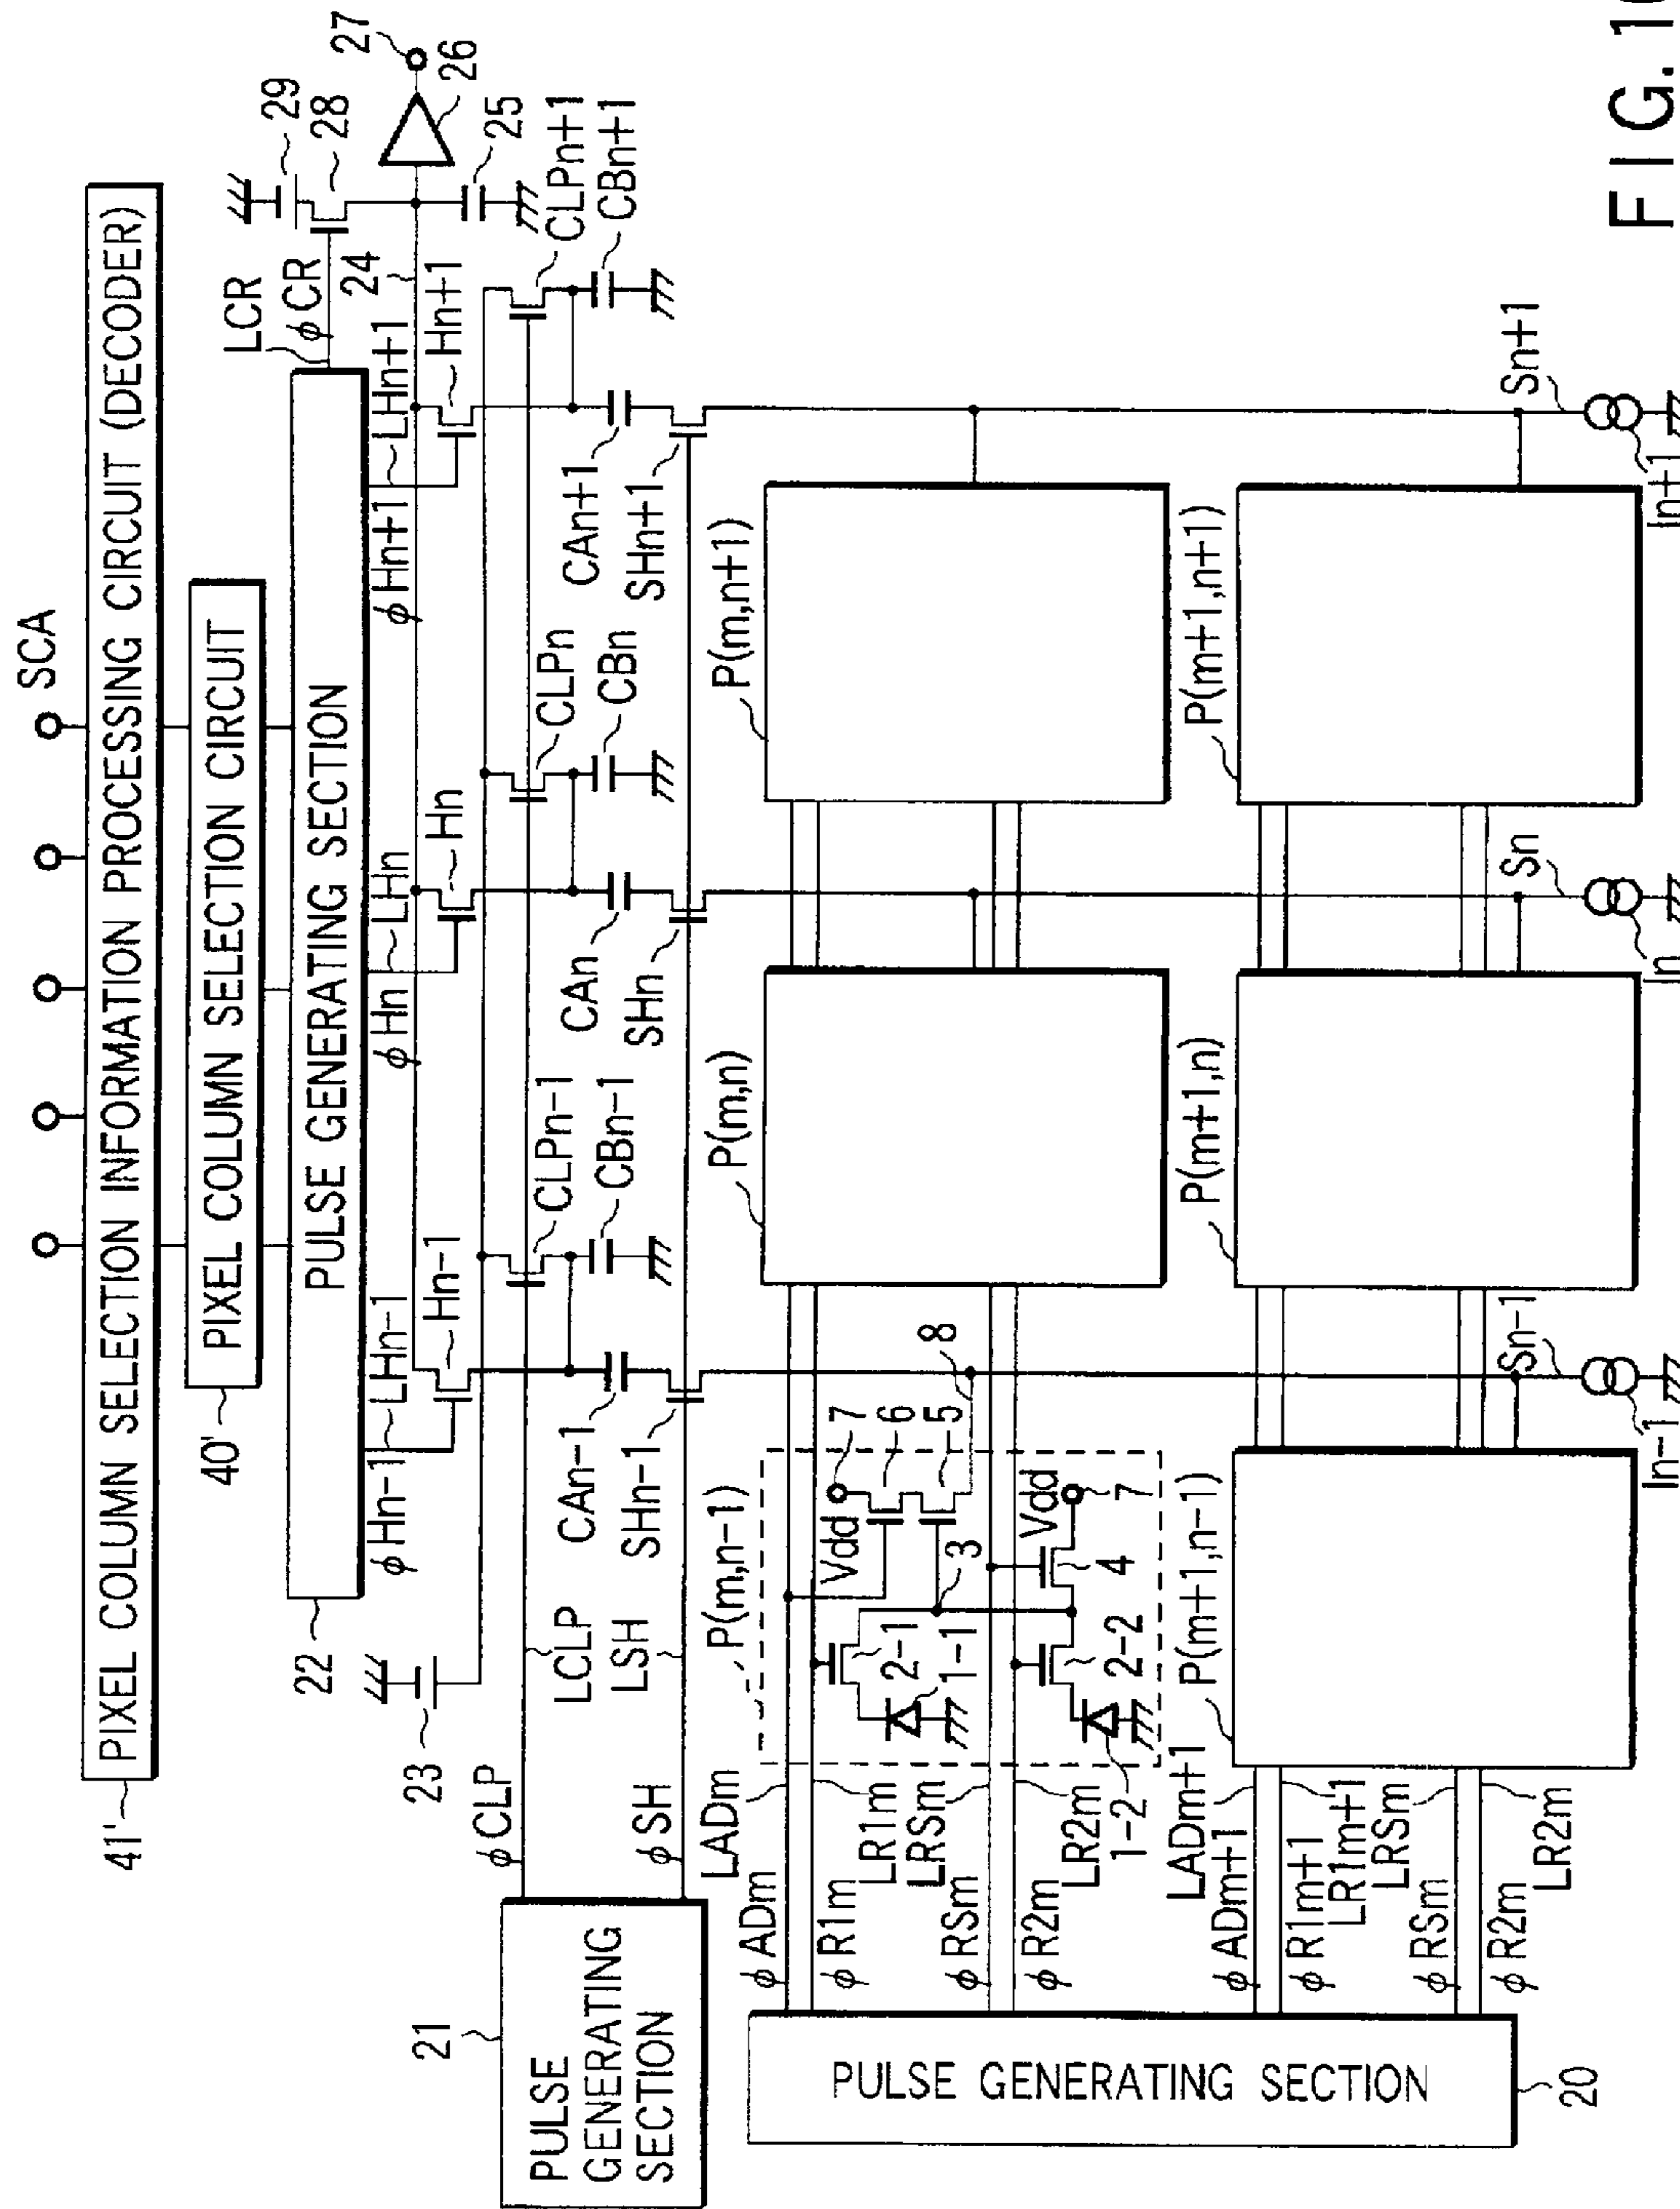 SCA
41' PIXEL COLUMN SELECTION INFORMATION PROCESSING CIRCUIT (DECODER)
40' PIXEL COLUMN SELECTION CIRCUIT
22 PULSE GENERATING SECTION
LCR
φCR
29
28
27
26
25
24
23
φHn-1
LHn-1
Hn-1
φHn
LHn
Hn
φHn+1
LHn+1
Hn+1
CLPn-1
CBn-1
CLPn
CBn
CLPn+1
CBn+1
φCLP
LCLP
CAn-1
CAn
CAn+1
φSH
LSH
SHn-1
SHn
SHn+1
21
PULSE
GENERATING
SECTION
P(m,n-1)
P(m,n)
P(m,n+1)
φADm
LADm
φR1m
LR1m
φRSm
LRSm
φR2m
LR2m
Vdd
7
6
5
8
3
2-1
1-1
Vdd
7
4
2-2
1-2
P(m+1,n-1)
P(m+1,n)
P(m+1,n+1)
φADm+1
LADm+1
φR1m+1
LR1m+1
φRSm
LRSm
φR2m
LR2m
PULSE GENERATING SECTION
20
Sn-1
Sn
Sn+1
In-1
In
In+1